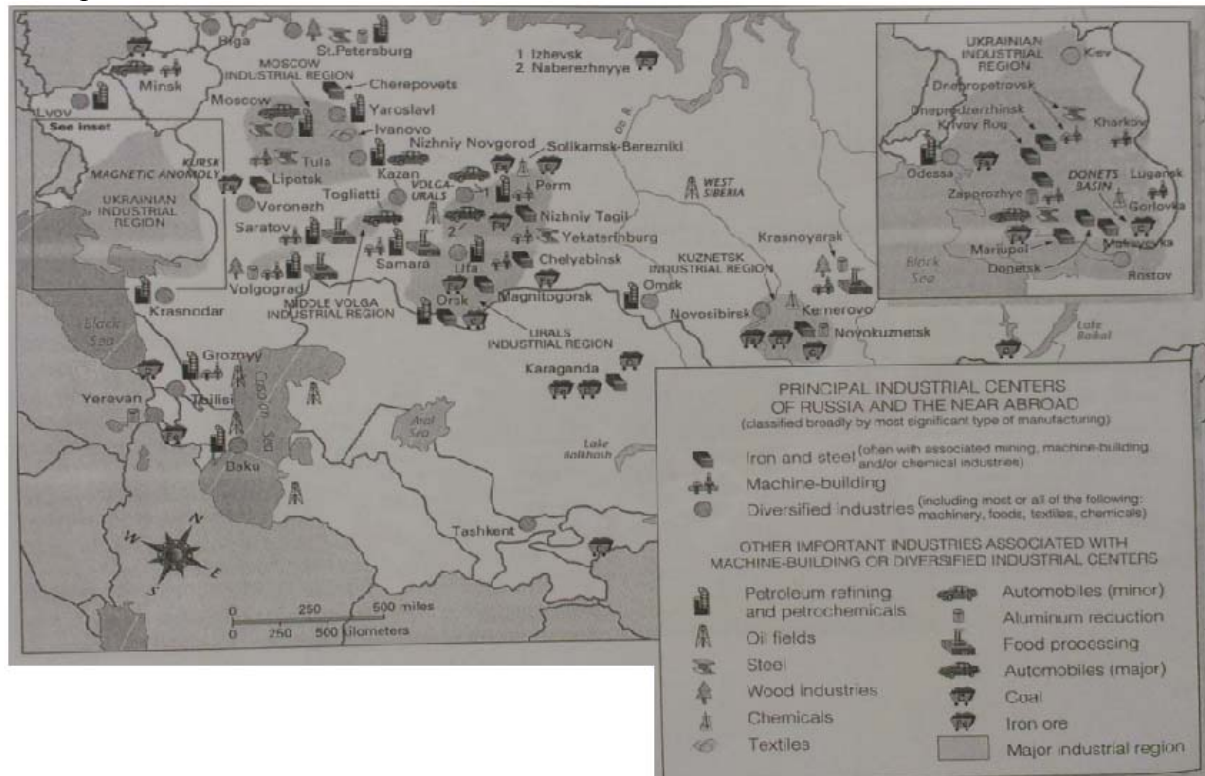 Riga
St.Petersburg
1 Izhevsk
2 Naberezhnyye
MOSCOW
INDUSTRIAL REGION
Minsk
Cherepovets
Lvov
Moscow
Yaroslavl
See inset
Ivanovo
Nizhniy Novgorod
Solikamsk-Berezniki
Ob R.
KURSK
MAGNETIC ANOMOLY
Tula
Kazan
Lipotsk
Togliatti
VOLGA-
URALS
1
Perm
WEST
SIBERIA
UKRAINIAN
INDUSTRIAL
REGION
Voronezh
2
Nizhniy Tagil
Saratov
Yekaterinburg
Krasnoyarsk
Samara
Ufa
Chelyabinsk
KUZNETSK
INDUSTRIAL REGION
Volgograd
MIDDLE VOLGA
INDUSTRIAL REGION
Orsk
Magnitogorsk
Omsk
Kemerovo
Krasnodar
Novosibirsk
Novokuznetsk
URALS
INDUSTRIAL
REGION
Black
Sea
Groznyy
Karaganda
Lake
Baikal
Yerevan
Tbilisi
Caspian
Sea
Aral
Sea
Lake
Balkhash
Baku
Tashkent
N
W
E
S
0 250 500 miles
0 250 500 kilometers
UKRAINIAN
INDUSTRIAL
REGION
Kiev
Dnepropetrovsk
Dneprodzerzhinsk
Krivoy Rog
Kharkov
Odessa
DONETS
BASIN
Lugansk
Zaporozhye
Gorlovka
Mariupol
Makeyevka
Black
Sea
Donetsk
Rostov
PRINCIPAL INDUSTRIAL CENTERS
OF RUSSIA AND THE NEAR ABROAD
(classified broadly by most significant type of manufacturing)
Iron and steel (often with associated mining, machine-building
and/or chemical industries)
Machine-building
Diversified industries (including most or all of the following:
machinery, foods, textiles, chemicals)
OTHER IMPORTANT INDUSTRIES ASSOCIATED WITH
MACHINE-BUILDING OR DIVERSIFIED INDUSTRIAL CENTERS
Petroleum refining
and petrochemicals
Oil fields
Steel
Wood Industries
Chemicals
Textiles
Automobiles (minor)
Aluminum reduction
Food processing
Automobiles (major)
Coal
Iron ore
Major industrial region